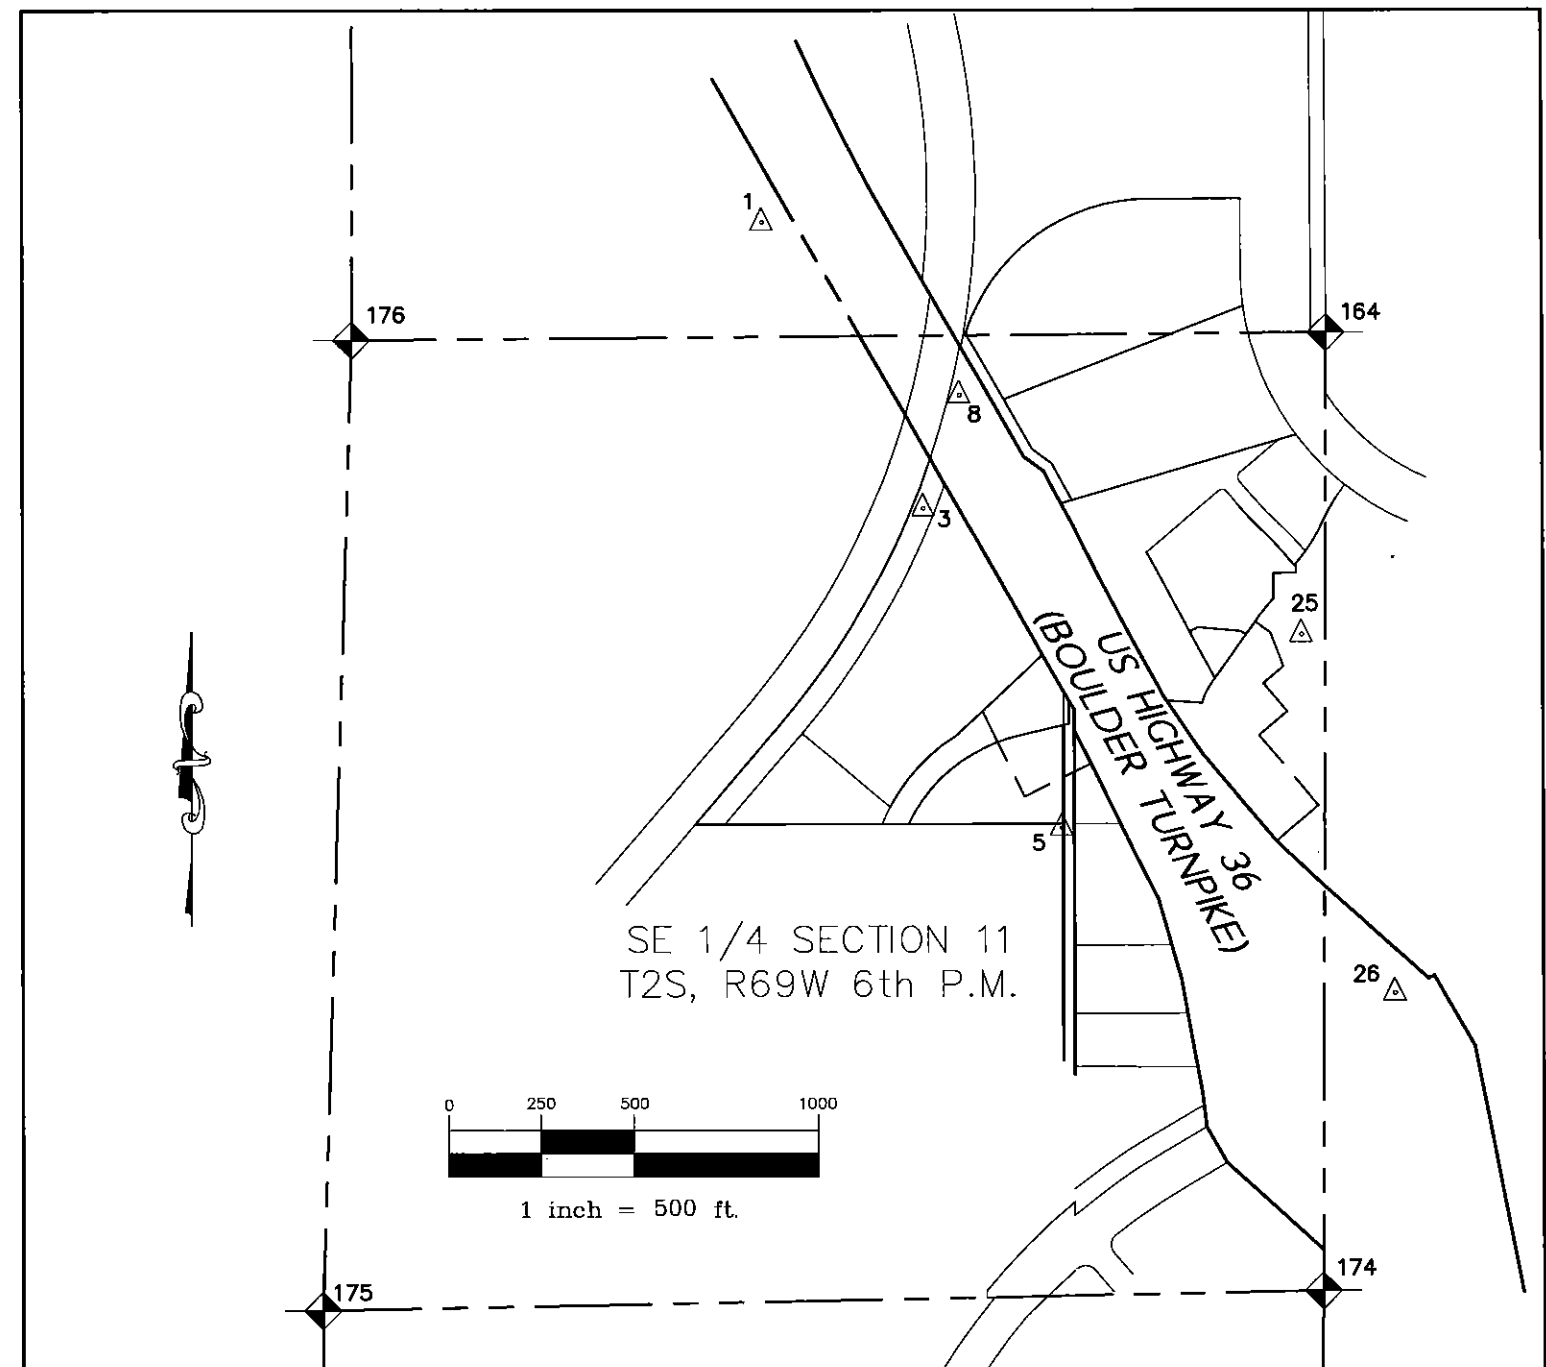 1
176
164
8
3
25
US HIGHWAY 36
(BOULDER TURNPIKE)
5
SE 1/4 SECTION 11
T2S, R69W 6th P.M.
26
0 250 500 1000
1 inch = 500 ft.
175
174